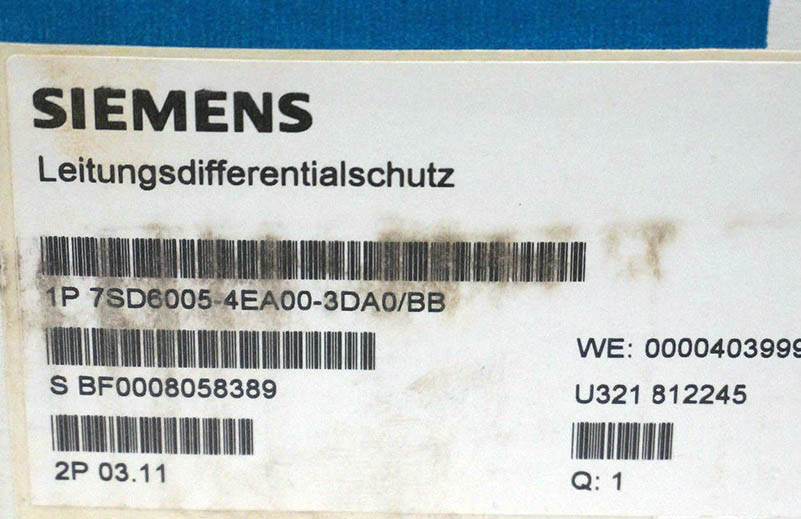 SIEMENS
Leitungsdifferentialschutz
1P 7SD6005-4EA00-3DA0/BB
S BF0008058389
WE: 0000403999
U321 812245
2P 03.11
Q: 1